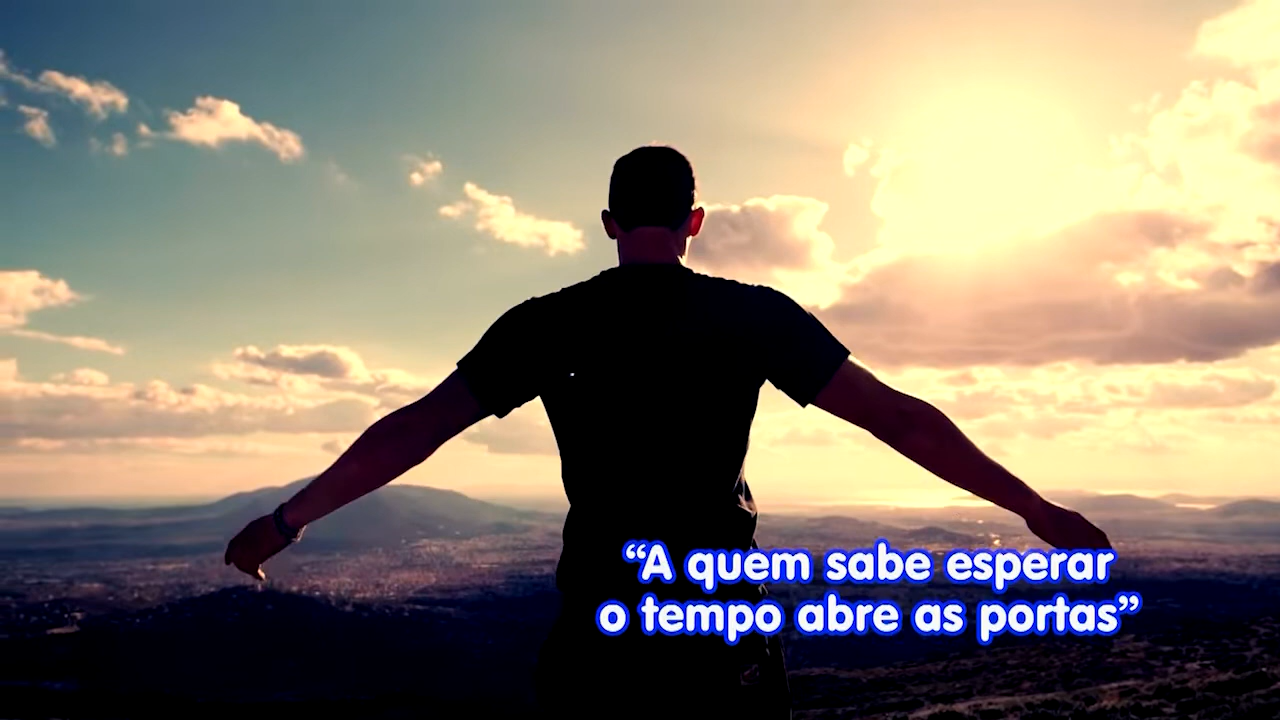 “A quem sabe esperar
o tempo abre as portas”